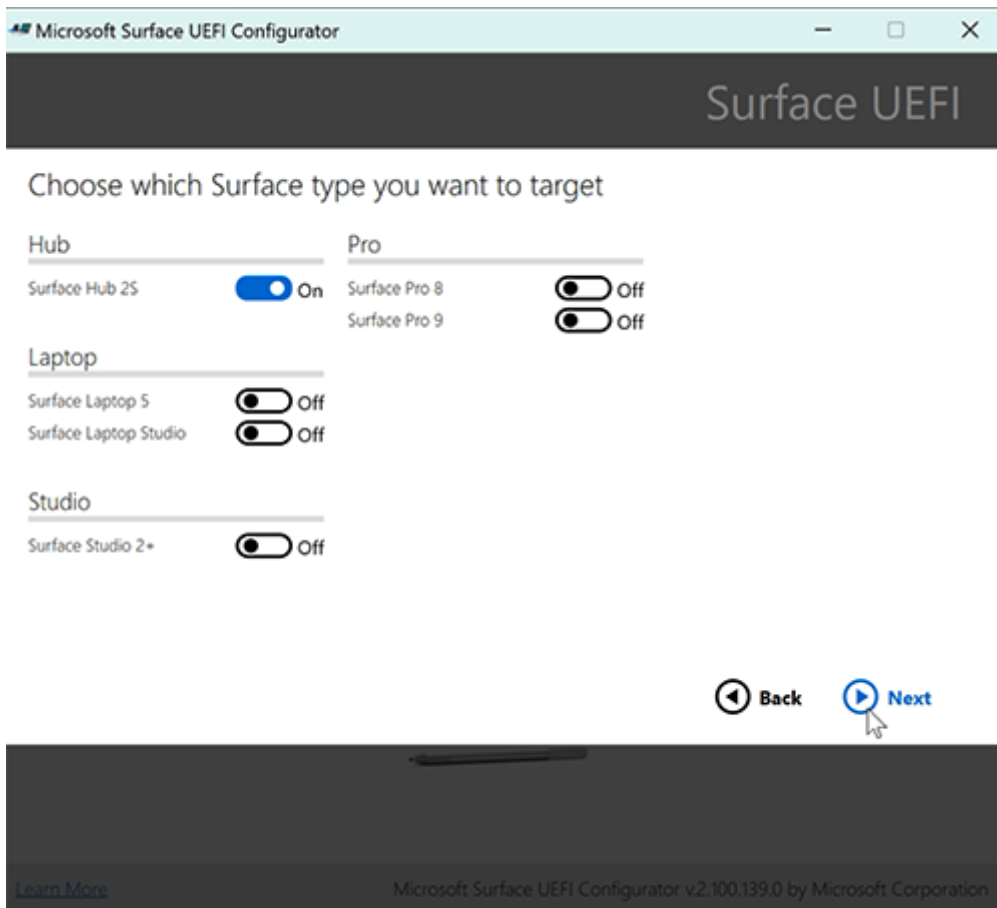 Microsoft Surface UEFI Configurator
Surface UEFI
Choose which Surface type you want to target
Hub
Surface Hub 2S On
Laptop
Surface Laptop 5 Off
Surface Laptop Studio Off
Studio
Surface Studio 2+ Off
Pro
Surface Pro 8 Off
Surface Pro 9 Off
Back Next
Learn More Microsoft Surface UEFI Configurator v.2.100.139.0 by Microsoft Corporation